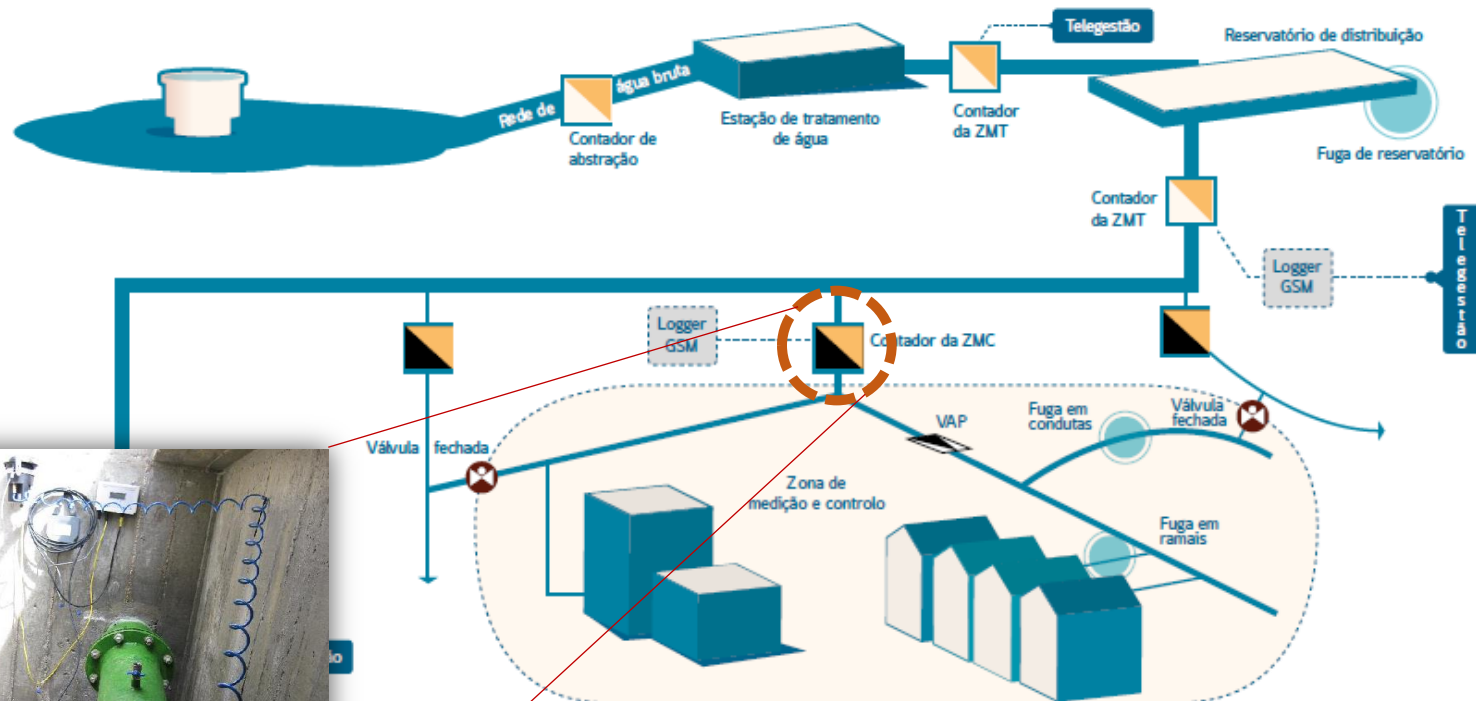 Telegestão
Reservatório de distribuição
Rede de água bruta
Contador de
abstração
Estação de tratamento
de água
Contador
da ZMT
Fuga de reservatório
Contador
da ZMT
Logger
GSM
Telegestão
Logger
GSM
Contador da ZMC
Válvula fechada
VAP
Fuga em
condutas
Válvula
fechada
Zona de
medição e controlo
Fuga em
ramais
ão